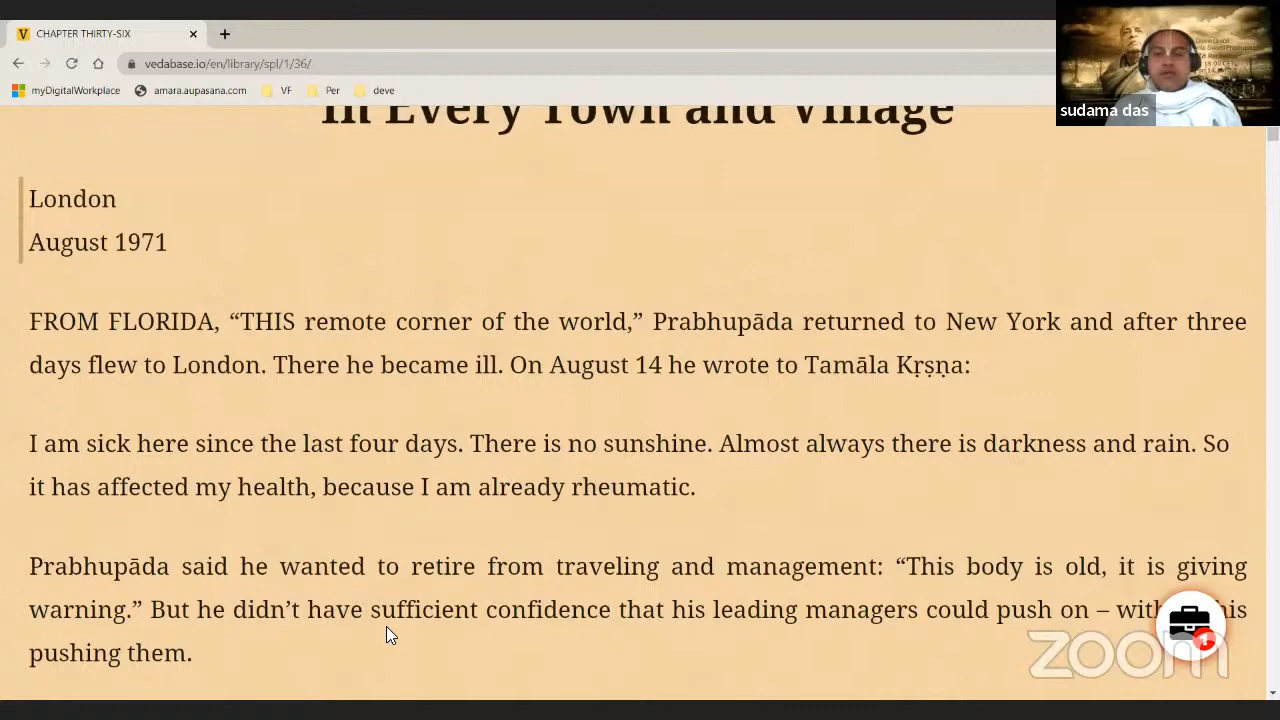 CHAPTER THIRTY-SIX
vedabase.io/en/library/spl/1/36/
myDigitalWorkplace amara.aupasana.com VF Per deve
sudama das
In Every Town and Village
London
August 1971
FROM FLORIDA, “THIS remote corner of the world,” Prabhupāda returned to New York and after three
days flew to London. There he became ill. On August 14 he wrote to Tamāla Kṛṣṇa:
I am sick here since the last four days. There is no sunshine. Almost always there is darkness and rain. So
it has affected my health, because I am already rheumatic.
Prabhupāda said he wanted to retire from traveling and management: “This body is old, it is giving
warning.” But he didn’t have sufficient confidence that his leading managers could push on –
pushing them.
1
zoom